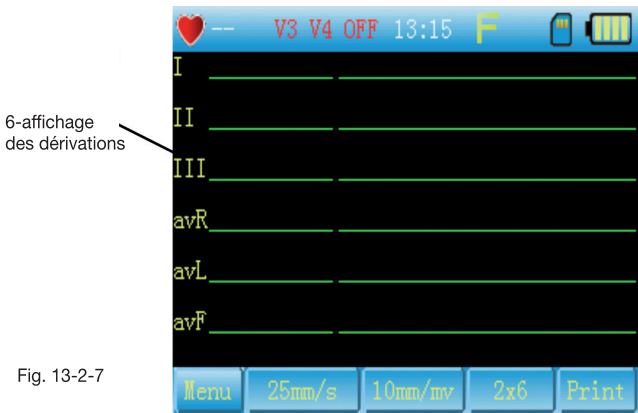 -- V3 V4 OFF 13:15 F
I
II
6-affichage
des dérivations
III
avR
avL
avF
Fig. 13-2-7
Menu 25mm/s 10mm/mv 2x6 Print